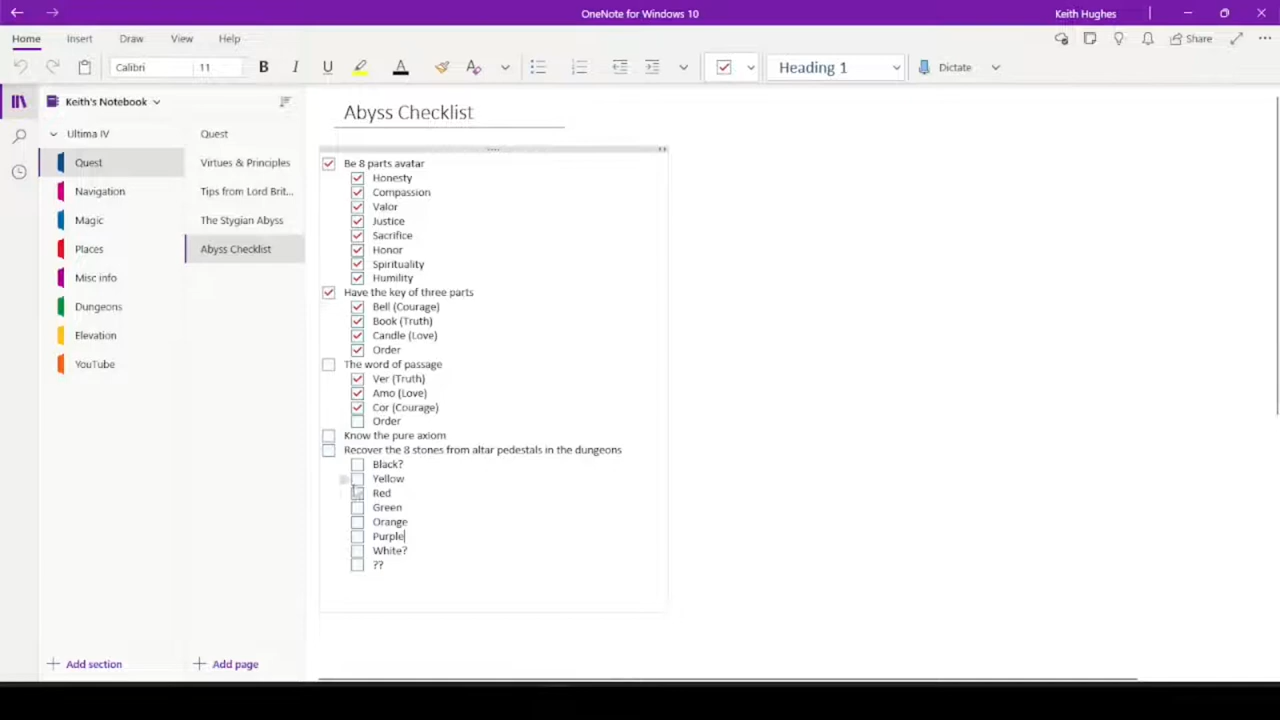 OneNote for Windows 10
Keith Hughes
Home Insert Draw View Help
Share
Calibri 11 B I U A Heading 1 Dictate
Keith's Notebook
Ultima IV
Quest
Navigation
Magic
Places
Misc info
Dungeons
Elevation
YouTube
Quest
Virtues & Principles
Tips from Lord Brit...
The Stygian Abyss
Abyss Checklist
Abyss Checklist
Be 8 parts avatar
Honesty
Compassion
Valor
Justice
Sacrifice
Honor
Spirituality
Humility
Have the key of three parts
Bell (Courage)
Book (Truth)
Candle (Love)
Order
The word of passage
Ver (Truth)
Amo (Love)
Cor (Courage)
Order
Know the pure axiom
Recover the 8 stones from altar pedestals in the dungeons
Black?
Yellow
Red
Green
Orange
Purple
White?
??
Add section
Add page